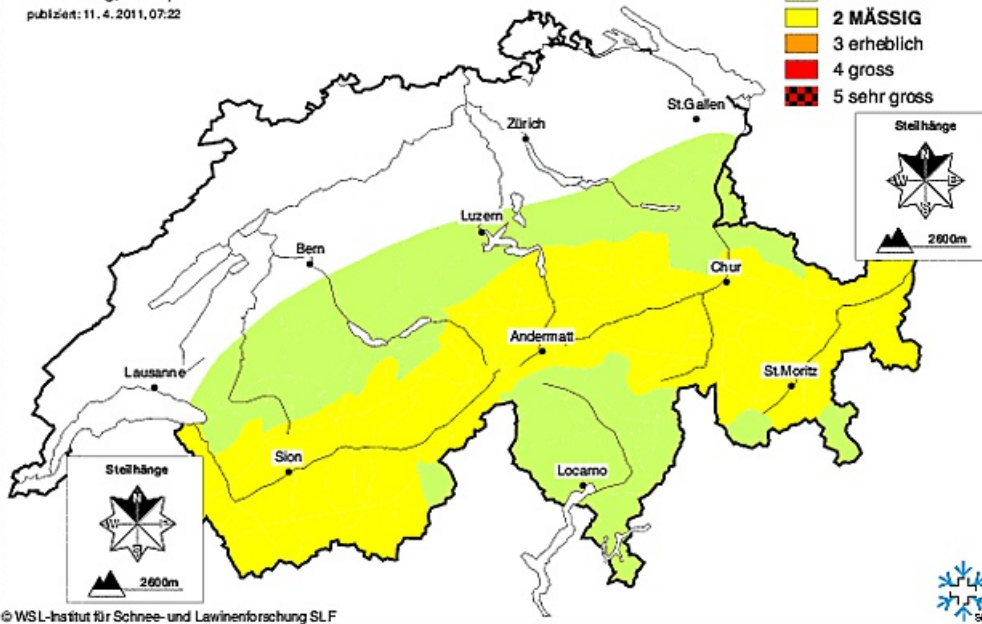 publiziert: 11. 4. 2011, 07:22
2 MÄSSIG
3 erheblich
4 gross
5 sehr gross
St.Gallen
Zürich
Steilhänge
N
W E
S
2600m
Luzern
Bern
Chur
Andermatt
Lausanne
St.Moritz
Sion
Steilhänge
N
W E
S
2600m
Locarno
© WSL-Institut für Schnee- und Lawinenforschung SLF